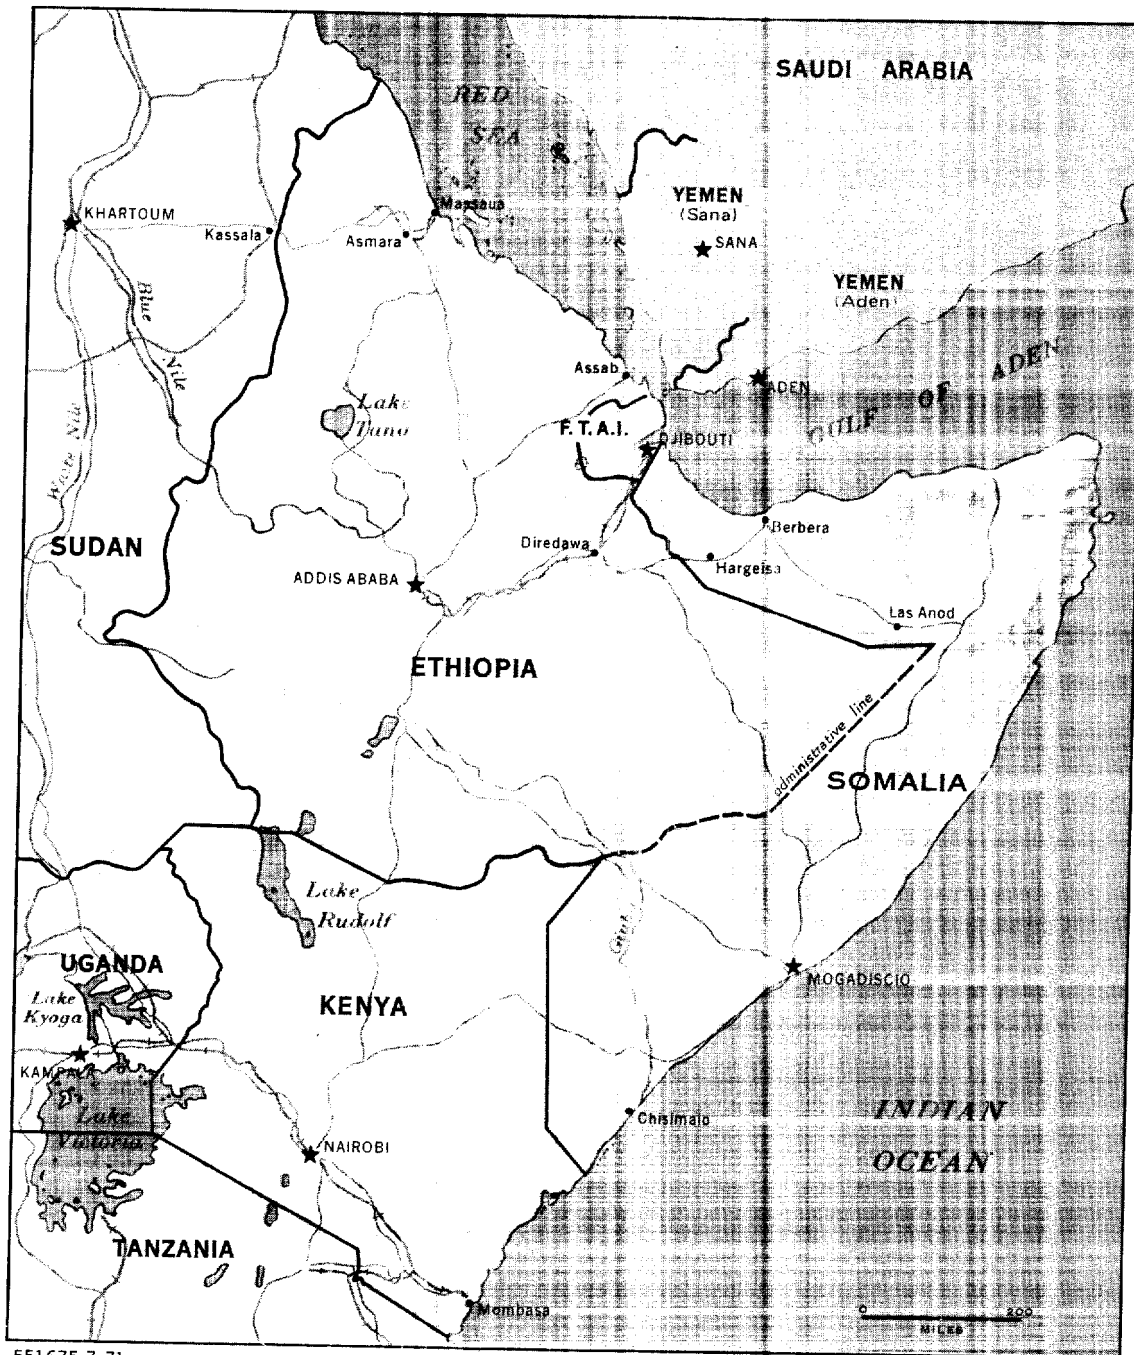 SAUDI ARABIA
RED
SEA
YEMEN
(Sana)
SANA
Massaua
KHARTOUM
Kassala
Asmara
YEMEN
(Aden)
Blue
Nile
Assab
ADEN
GULF OF ADEN
Lake
Tana
F. T. A. I.
DJIBOUTI
White Nile
Berbera
SUDAN
Diredawa
Hargeisa
ADDIS ABABA
Las Anod
ETHIOPIA
administrative line
SOMALIA
Lake
Rudolf
UGANDA
Lake
Kyoga
KENYA
MOGADISCIO
KAMPALA
Lake
Victoria
Chisimaio
INDIAN
OCEAN
NAIROBI
TANZANIA
Mombasa
0 200
MILES